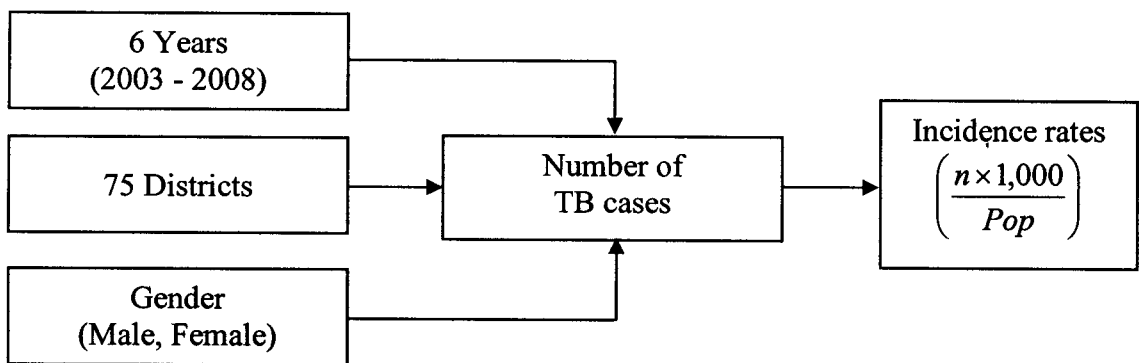 6 Years
(2003 - 2008)
75 Districts
Gender
(Male, Female)
Number of
TB cases
Incidence rates
(n × 1,000 / Pop)